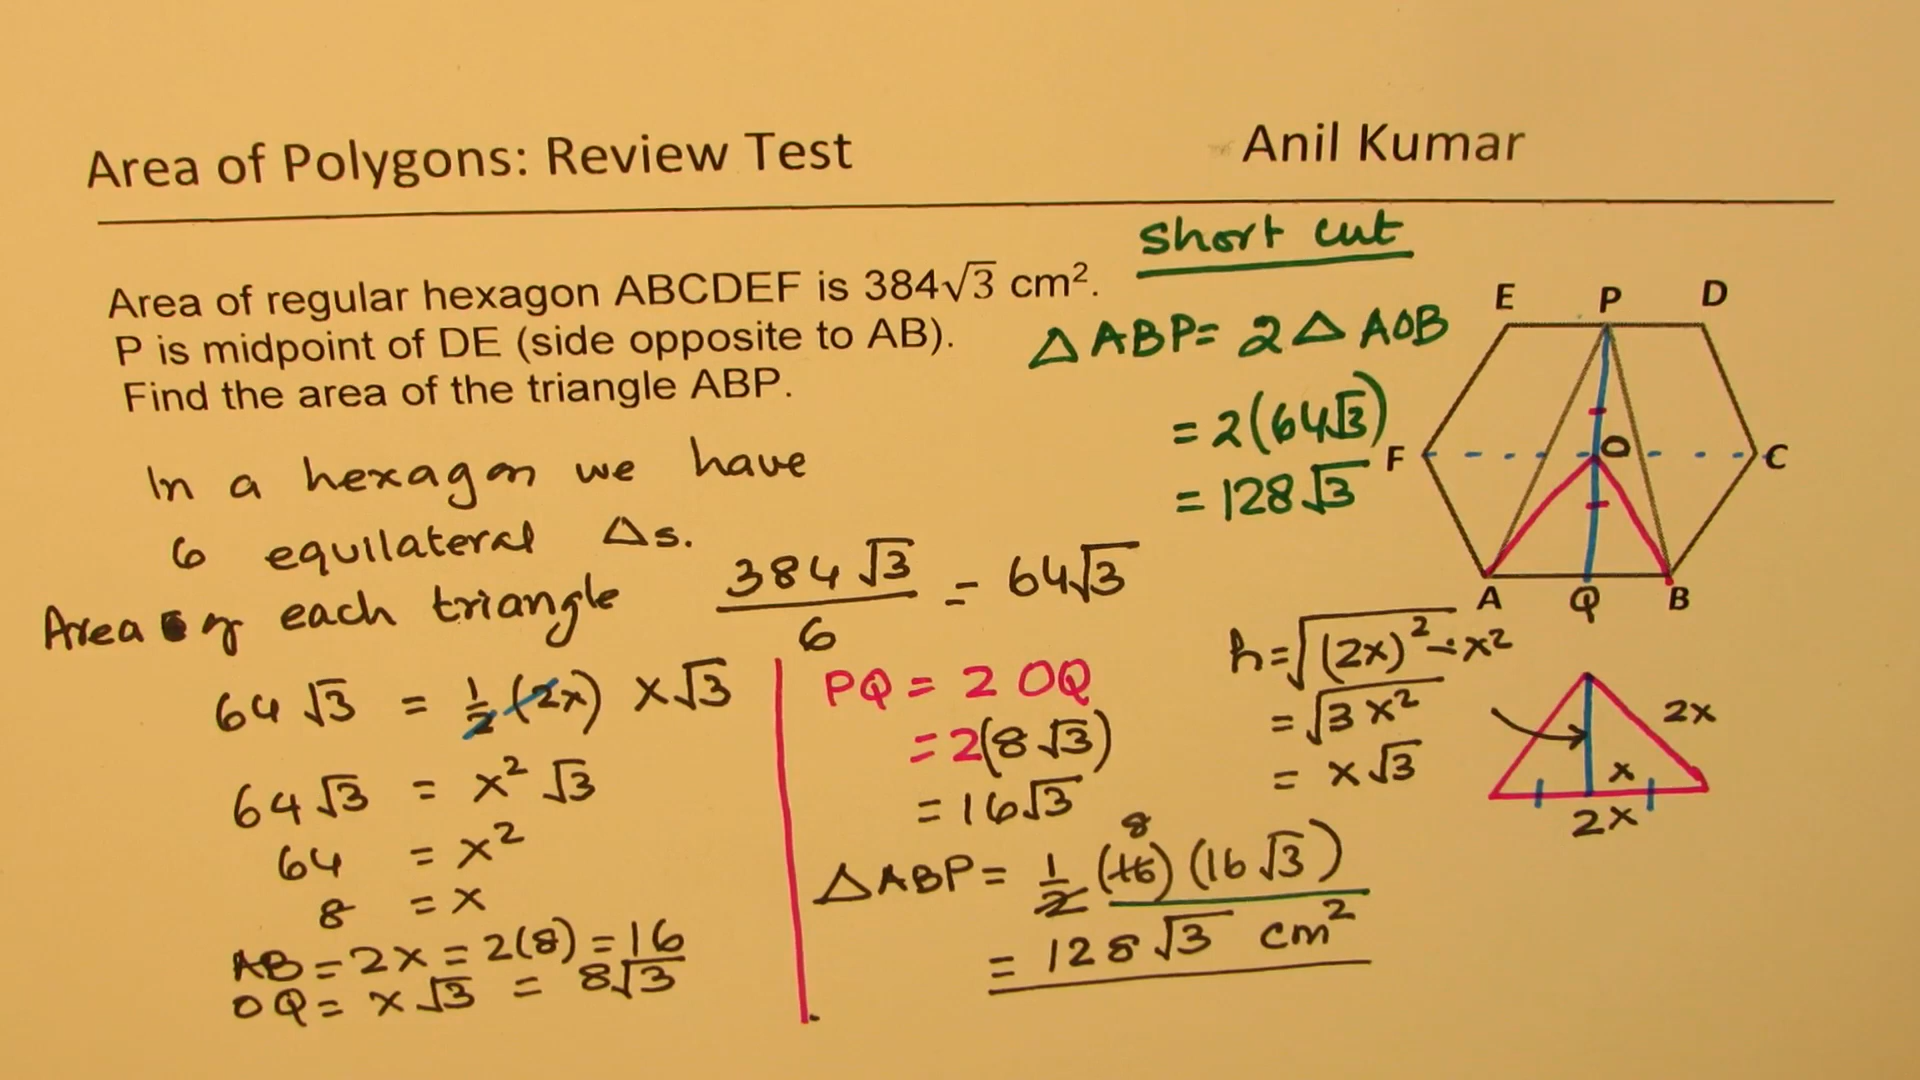 Area of Polygons: Review Test
Anil Kumar
Area of regular hexagon ABCDEF is 384√3 cm².
P is midpoint of DE (side opposite to AB).
Find the area of the triangle ABP.
In a hexagon we have
6 equilateral Δs.
Area of each triangle 384√3 / 6 = 64√3
64√3 = 1/2 (2x) x√3
64√3 = x² √3
64 = x²
8 = x
AB = 2x = 2(8) = 16
OQ = x√3 = 8√3
PQ = 2 OQ
= 2(8√3)
= 16√3
8
△ABP = 1/2 (16) (16√3)
= 128√3 cm²
Short cut
△ ABP = 2 △ AOB
= 2(64√3)
= 128√3
E P D
F O C
A Q B
h = √(2x)² - x²
= √3x²
= x√3
2x
x
2x